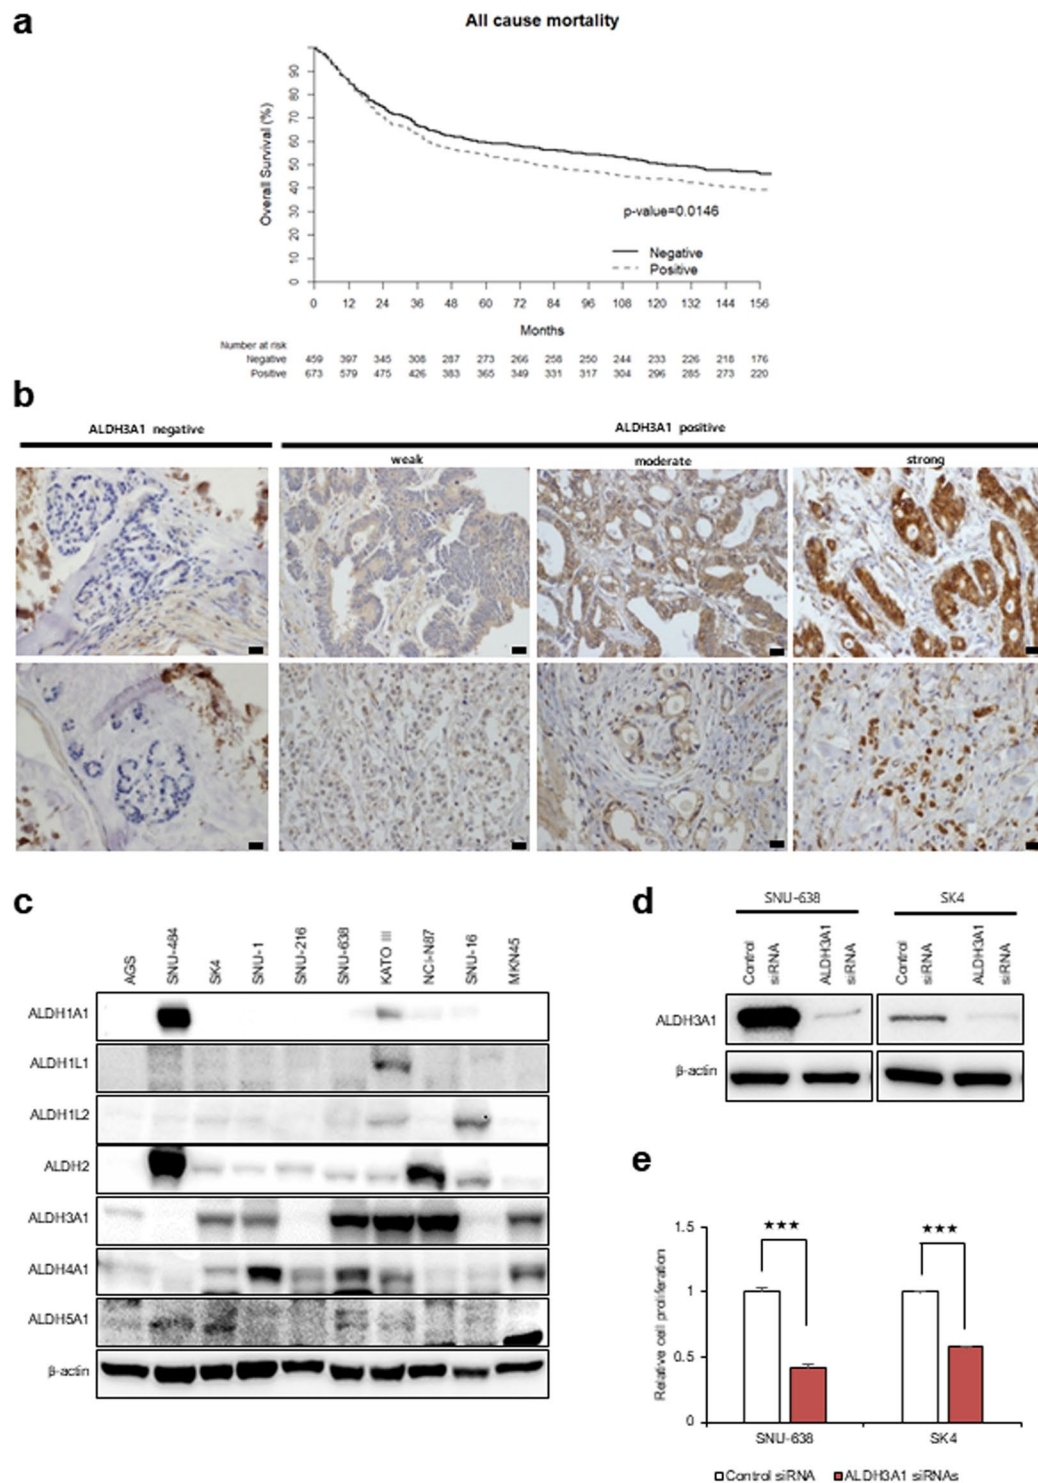 a
All cause mortality
Overall Survival (%)
90
80
70
60
50
40
30
20
10
0
p-value=0.0146
Negative
Positive
0 12 24 36 48 60 72 84 96 108 120 132 144 156
Months
Number at risk
Negative 459 397 345 308 287 273 266 258 250 244 233 226 218 176
Positive 673 579 475 426 383 365 349 331 317 304 296 285 273 220
b
ALDH3A1 negative
ALDH3A1 positive
weak
moderate
strong
c
AGS
SNU-484
SK4
SNU-1
SNU-216
SNU-638
KATO III
NCI-N87
SNU-16
MKN45
ALDH1A1
ALDH1L1
ALDH1L2
ALDH2
ALDH3A1
ALDH4A1
ALDH5A1
β-actin
d
SNU-638
SK4
Control siRNA
ALDH3A1 siRNA
Control siRNA
ALDH3A1 siRNA
ALDH3A1
β-actin
e
Relative cell proliferation
1.5
1
0.5
0
★★★
★★★
SNU-638
SK4
Control siRNA
ALDH3A1 siRNAs